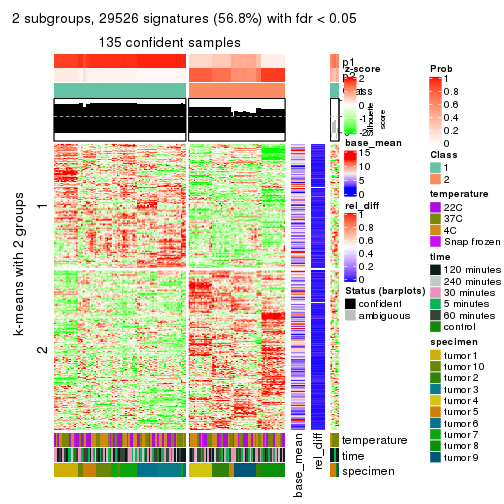 2 subgroups, 29526 signatures (56.8%) with fdr < 0.05
135 confident samples
k-means with 2 groups
1
2
p1
z-score
2
1
0
-1
-2
silhouette
score
base_mean
15
10
5
0
rel_diff
1
0.8
0.6
0.4
0.2
0
Status (barplots)
confident
ambiguous
Prob
1
0.8
0.6
0.4
0.2
0
Class
1
2
temperature
22C
37C
4C
Snap frozen
time
120 minutes
240 minutes
30 minutes
5 minutes
60 minutes
control
specimen
tumor 1
tumor 10
tumor 2
tumor 3
tumor 4
tumor 5
tumor 6
tumor 7
tumor 8
tumor 9
temperature
time
specimen
base_mean
rel_diff